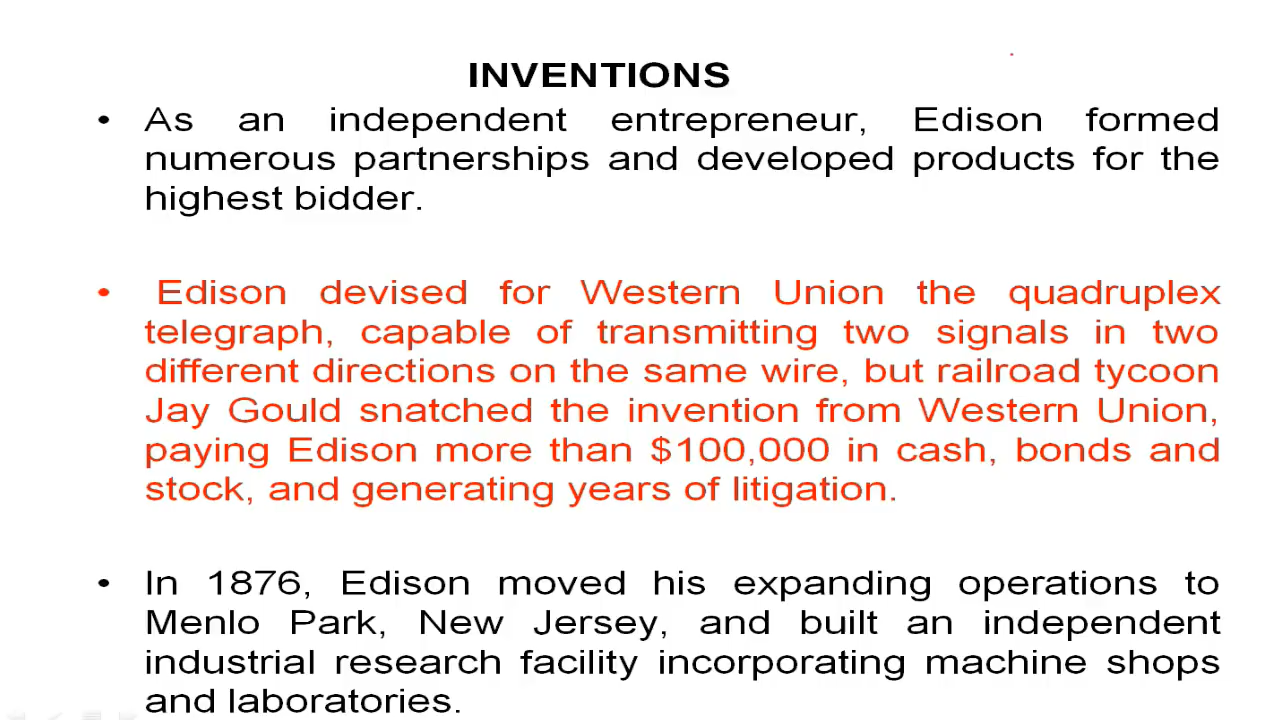 INVENTIONS
• As an independent entrepreneur, Edison formed
numerous partnerships and developed products for the
highest bidder.
• Edison devised for Western Union the quadruplex
telegraph, capable of transmitting two signals in two
different directions on the same wire, but railroad tycoon
Jay Gould snatched the invention from Western Union,
paying Edison more than $100,000 in cash, bonds and
stock, and generating years of litigation.
• In 1876, Edison moved his expanding operations to
Menlo Park, New Jersey, and built an independent
industrial research facility incorporating machine shops
and laboratories.